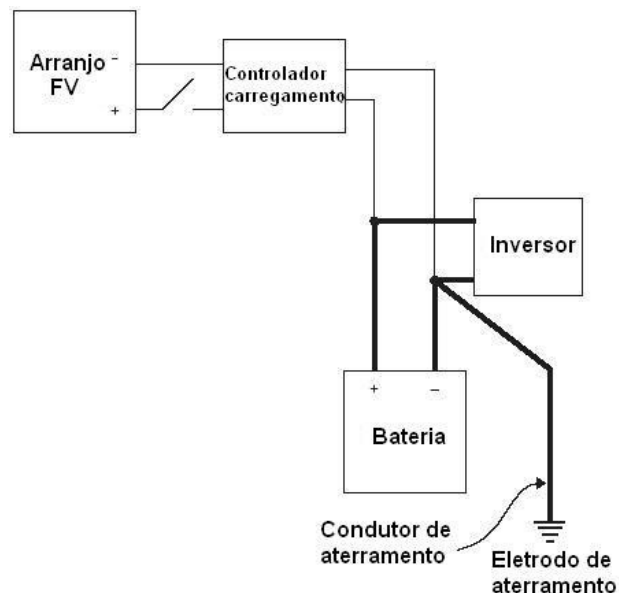 Arranjo
FV
-
+
Controlador
carregamento
Inversor
+
-
Bateria
Condutor de
aterramento
Eletrodo de
aterramento